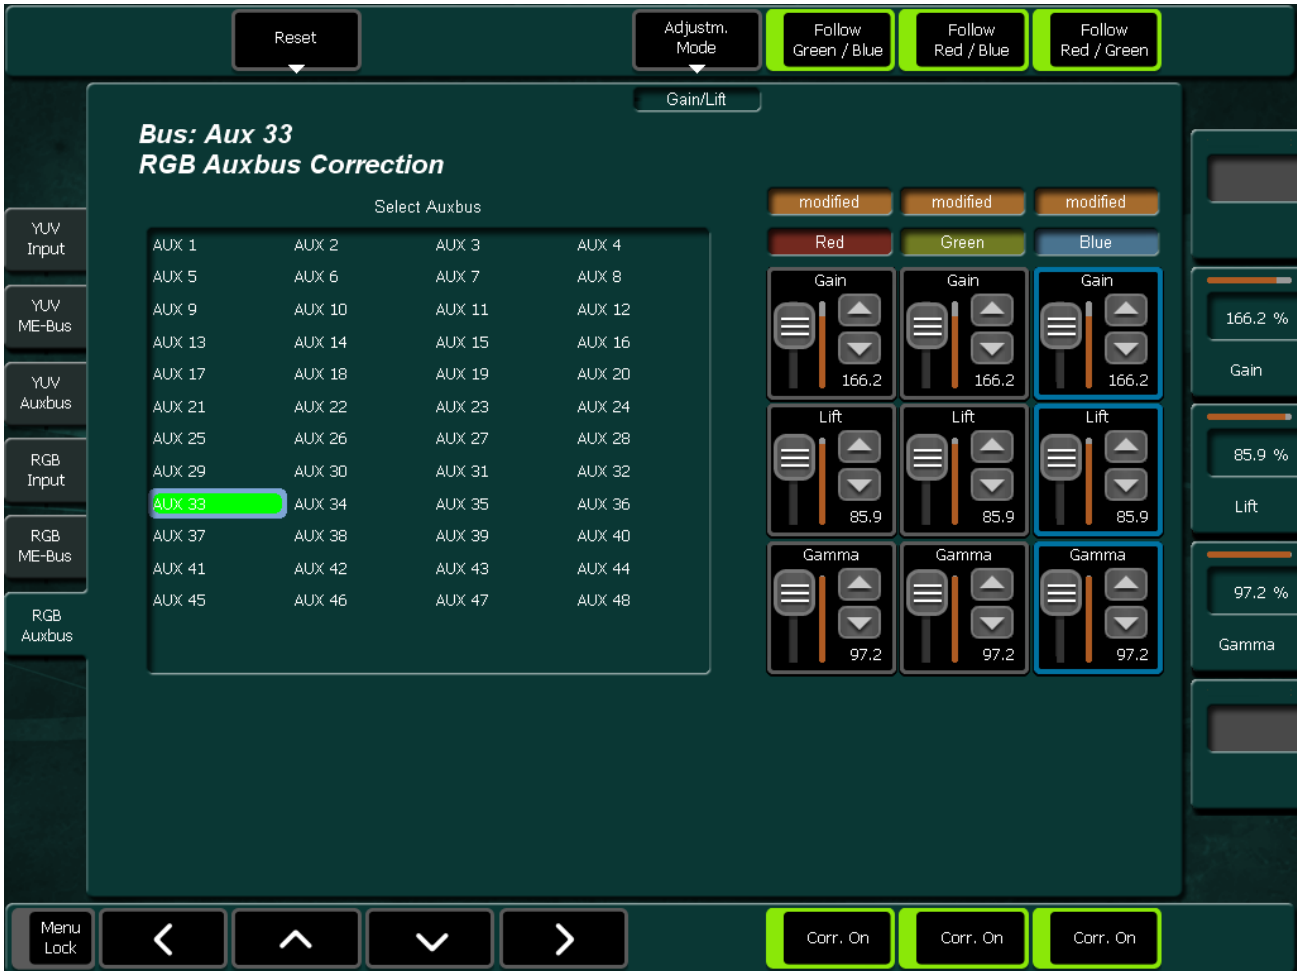 Reset
Adjustm.
Mode
Follow
Green / Blue
Follow
Red / Blue
Follow
Red / Green
Gain/Lift
Bus: Aux 33
RGB Auxbus Correction
Select Auxbus
YUV
Input
YUV
ME-Bus
YUV
Auxbus
RGB
Input
RGB
ME-Bus
RGB
Auxbus
AUX 1 AUX 2 AUX 3 AUX 4
AUX 5 AUX 6 AUX 7 AUX 8
AUX 9 AUX 10 AUX 11 AUX 12
AUX 13 AUX 14 AUX 15 AUX 16
AUX 17 AUX 18 AUX 19 AUX 20
AUX 21 AUX 22 AUX 23 AUX 24
AUX 25 AUX 26 AUX 27 AUX 28
AUX 29 AUX 30 AUX 31 AUX 32
AUX 33 AUX 34 AUX 35 AUX 36
AUX 37 AUX 38 AUX 39 AUX 40
AUX 41 AUX 42 AUX 43 AUX 44
AUX 45 AUX 46 AUX 47 AUX 48
modified modified modified
Red Green Blue
Gain Gain Gain
166.2 166.2 166.2
Lift Lift Lift
85.9 85.9 85.9
Gamma Gamma Gamma
97.2 97.2 97.2
166.2 %
Gain
85.9 %
Lift
97.2 %
Gamma
Menu
Lock
Corr. On Corr. On Corr. On